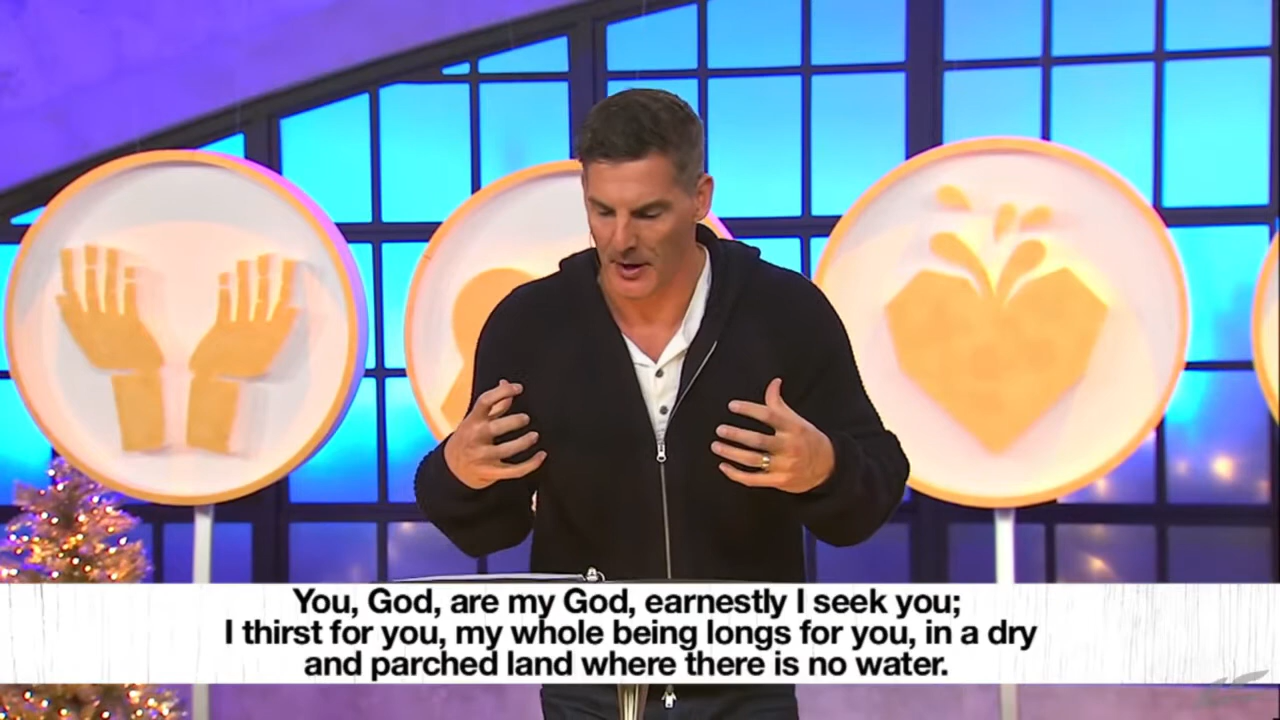 You, God, are my God, earnestly I seek you;
I thirst for you, my whole being longs for you, in a dry
and parched land where there is no water.